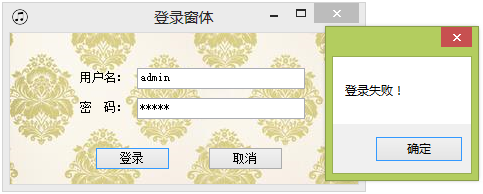 登录窗体
用户名： admin
密 码： *****
登录 取消
登录失败！
确定